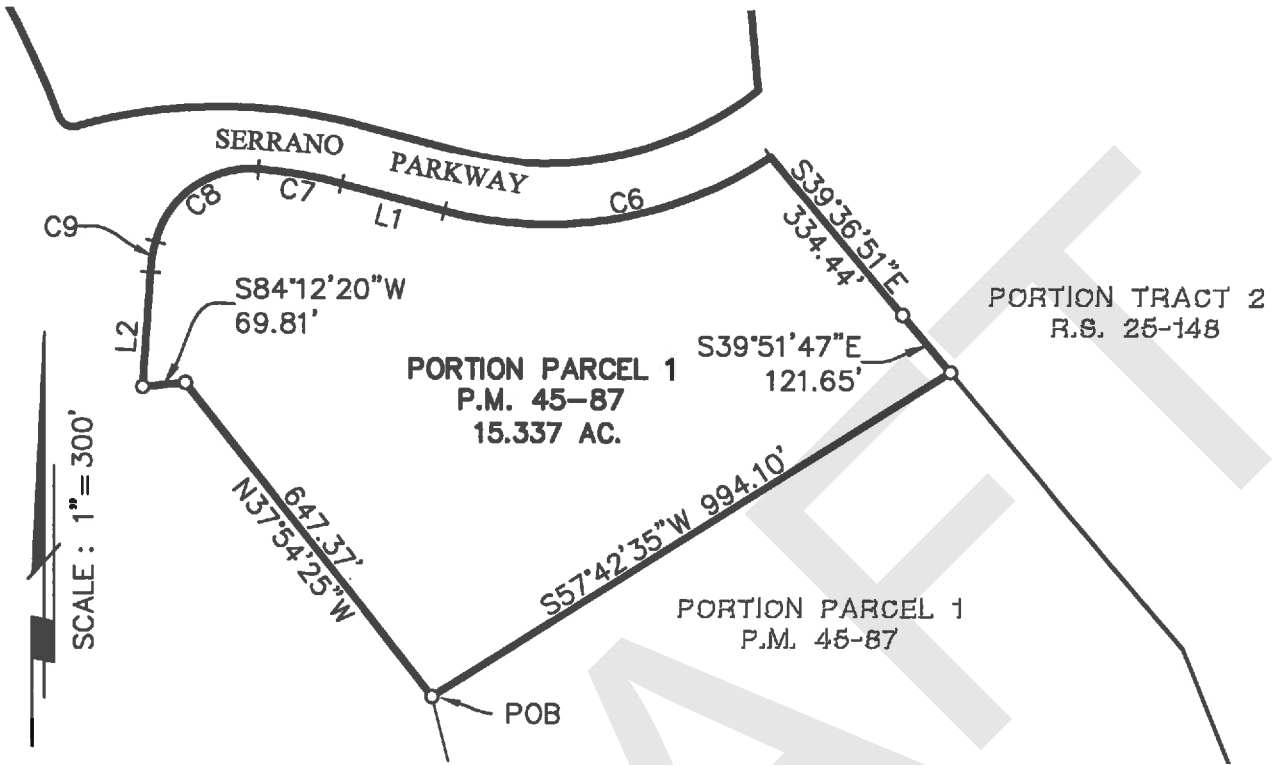 SERRANO PARKWAY
C8
C7
L1
C6
C9
S39°36'51"E
334.44'
S84°12'20"W
69.81'
L2
PORTION TRACT 2
R.S. 25-148
S39°51'47"E
121.65'
PORTION PARCEL 1
P.M. 45-87
15.337 AC.
SCALE : 1"=300'
647.37'
N37°54'25"W
S57°42'35"W 994.10'
PORTION PARCEL 1
P.M. 45-87
POB